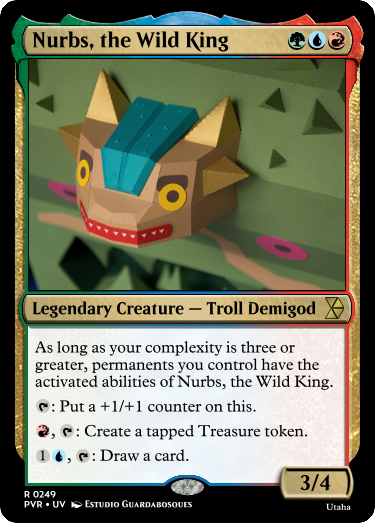 Nurbs, the Wild King
Legendary Creature — Troll Demigod
As long as your complexity is three or
greater, permanents you control have the
activated abilities of Nurbs, the Wild King.
: Put a +1/+1 counter on this.
, : Create a tapped Treasure token.
1 , : Draw a card.
3/4
R 0249
PVR • UV Estudio Guardabosques
Utaha